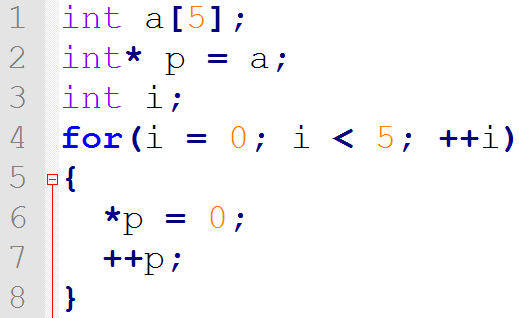 1 int a[5];
2 int* p = a;
3 int i;
4 for(i = 0; i < 5; ++i)
5 {
6   *p = 0;
7   ++p;
8 }